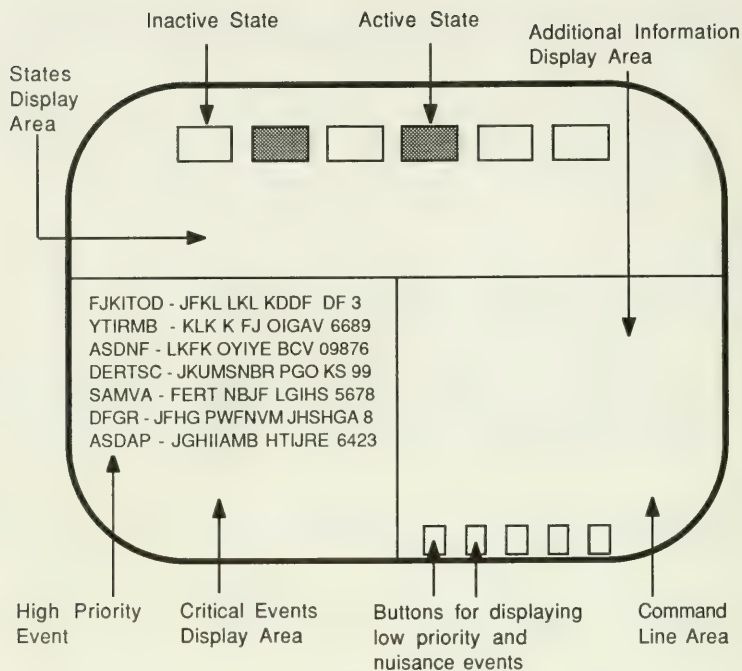 Inactive State
Active State
Additional Information
Display Area
States
Display
Area
FJKITOD - JFKL LKL KDDF DF 3
YTIRMB - KLK K FJ OIGAV 6689
ASDNF - LKFK OYIYE BCV 09876
DERTSC - JKUMSNBR PGO KS 99
SAMVA - FERT NBJF LGIHS 5678
DFGR - JFHG PWFNVM JHSHGA 8
ASDAP - JGHIIAMB HTIJRE 6423
High Priority
Event
Critical Events
Display Area
Buttons for displaying
low priority and
nuisance events
Command
Line Area